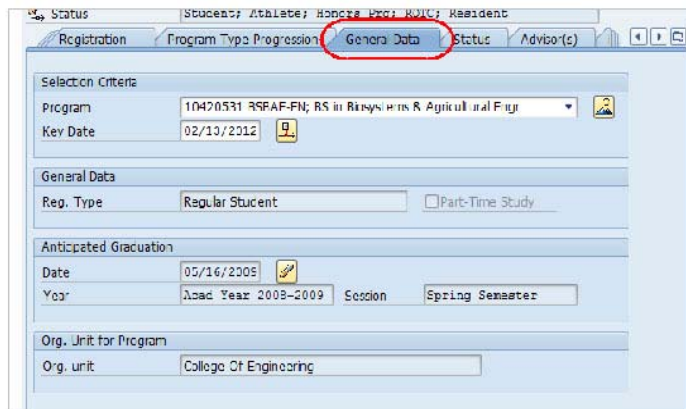 Status Student; Athlete; Honors Pro; ROTC; Resident
Registration Program Type Progression General Data Status Advisor(s)
Selection Criteria
Program 10420531 BSBAE-EN; BS in Biosystems & Agricultural Engr
Key Date 02/13/2012
General Data
Reg. Type Regular Student Part-Time Study
Anticipated Graduation
Date 05/16/2009
Year Acad Year 2008-2009 Session Spring Semester
Org. Unit for Program
Org. unit College Of Engineering